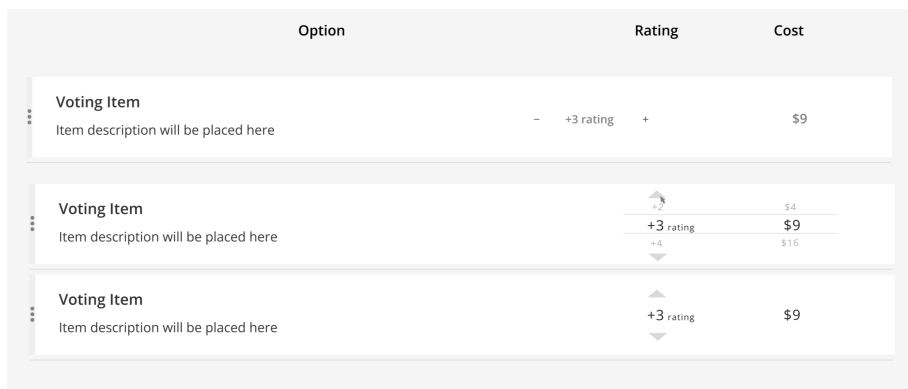 Option Rating Cost
Voting Item
Item description will be placed here
− +3 rating + $9
Voting Item
Item description will be placed here
+2 $4
+3 rating $9
+4 $16
Voting Item
Item description will be placed here
+3 rating $9